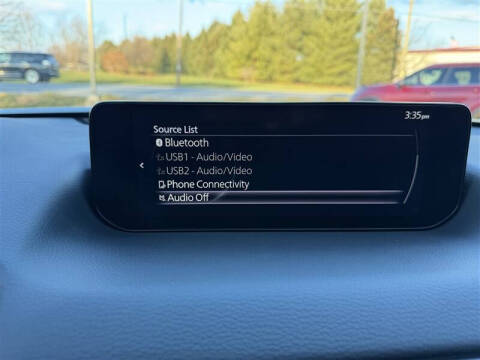 3:35pm
Source List
Bluetooth
USB1 - Audio/Video
USB2 - Audio/Video
Phone Connectivity
Audio Off